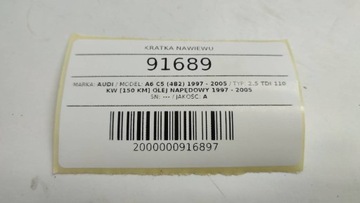 KRATKA NAWIEWU
91689
MARKA: AUDI / MODEL: A6 C5 (4B2) 1997 - 2005 / TYP: 2.5 TDI 110
KW [150 KM] OLEJ NAPĘDOWY 1997 - 2005
SN: --- / JAKOŚĆ: A
2000000916897